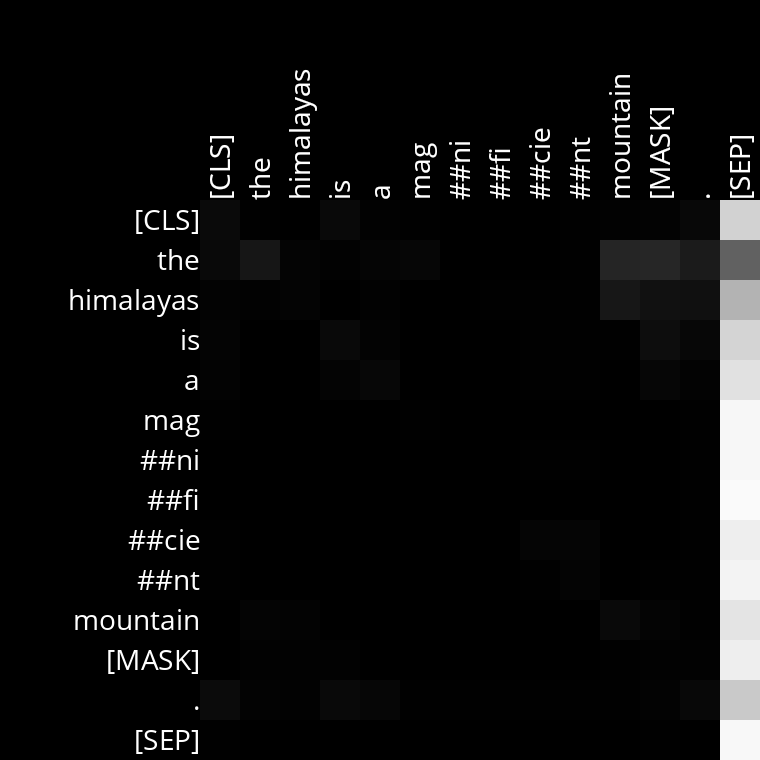 [CLS] the himalayas is a mag ##ni ##fi ##cie ##nt mountain [MASK] . [SEP]
[CLS]
the
himalayas
is
a
mag
##ni
##fi
##cie
##nt
mountain
[MASK]
.
[SEP]